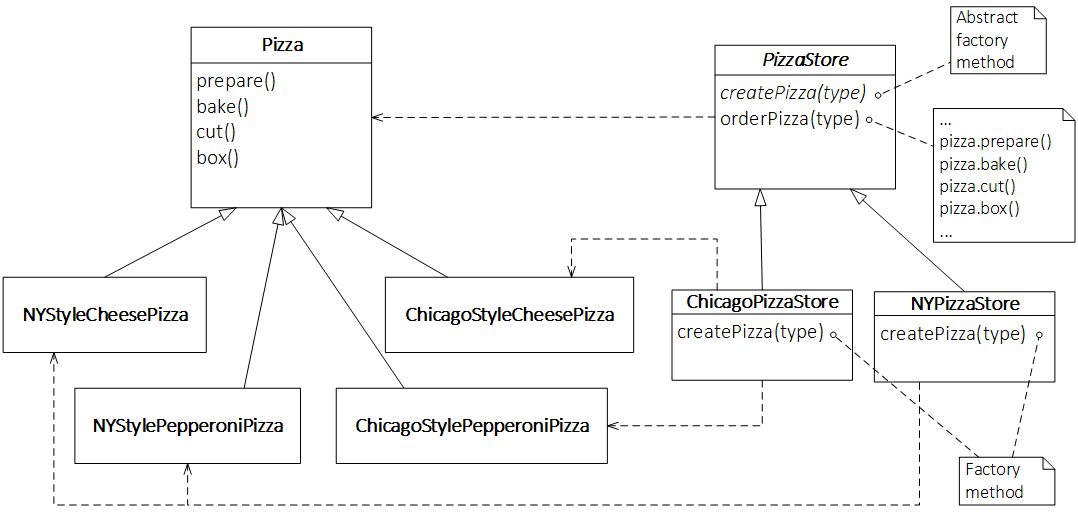 Pizza
prepare()
bake()
cut()
box()
PizzaStore
createPizza(type)
orderPizza(type)
Abstract
factory
method
...
pizza.prepare()
pizza.bake()
pizza.cut()
pizza.box()
...
NYStyleCheesePizza
ChicagoStyleCheesePizza
ChicagoPizzaStore
createPizza(type)
NYPizzaStore
createPizza(type)
NYStylePepperoniPizza
ChicagoStylePepperoniPizza
Factory
method